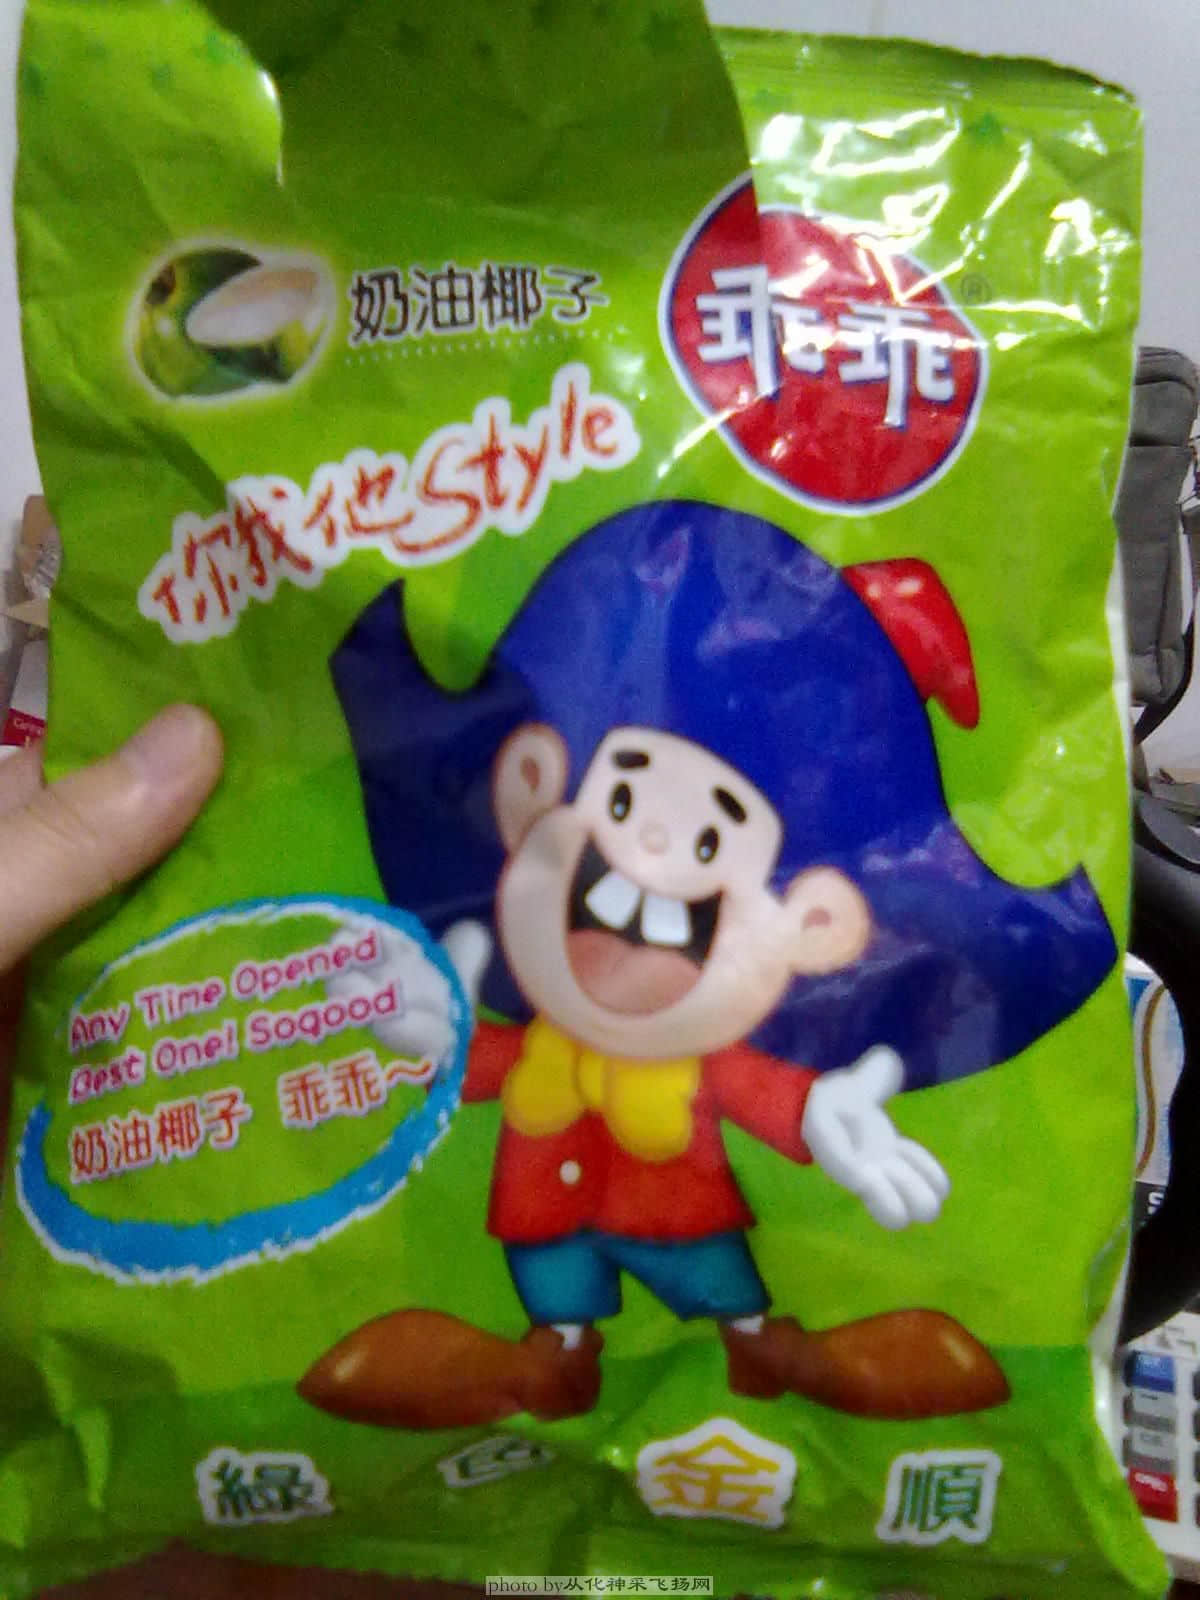 奶油椰子
乖乖®
你我他Style
Any Time Opened
Best One! Sogood
奶油椰子 乖乖～
綠 色 金 順
photo by从化神采飞扬网